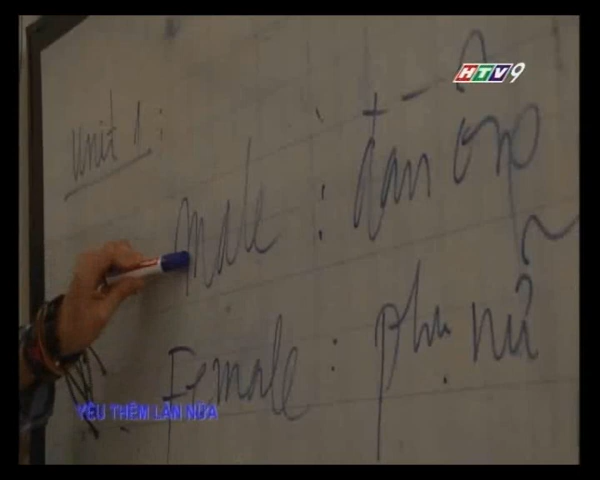 HTV9
Unit 1:
Male : đàn ông
Female : phụ nữ
YÊU THÊM LẦN NỮA